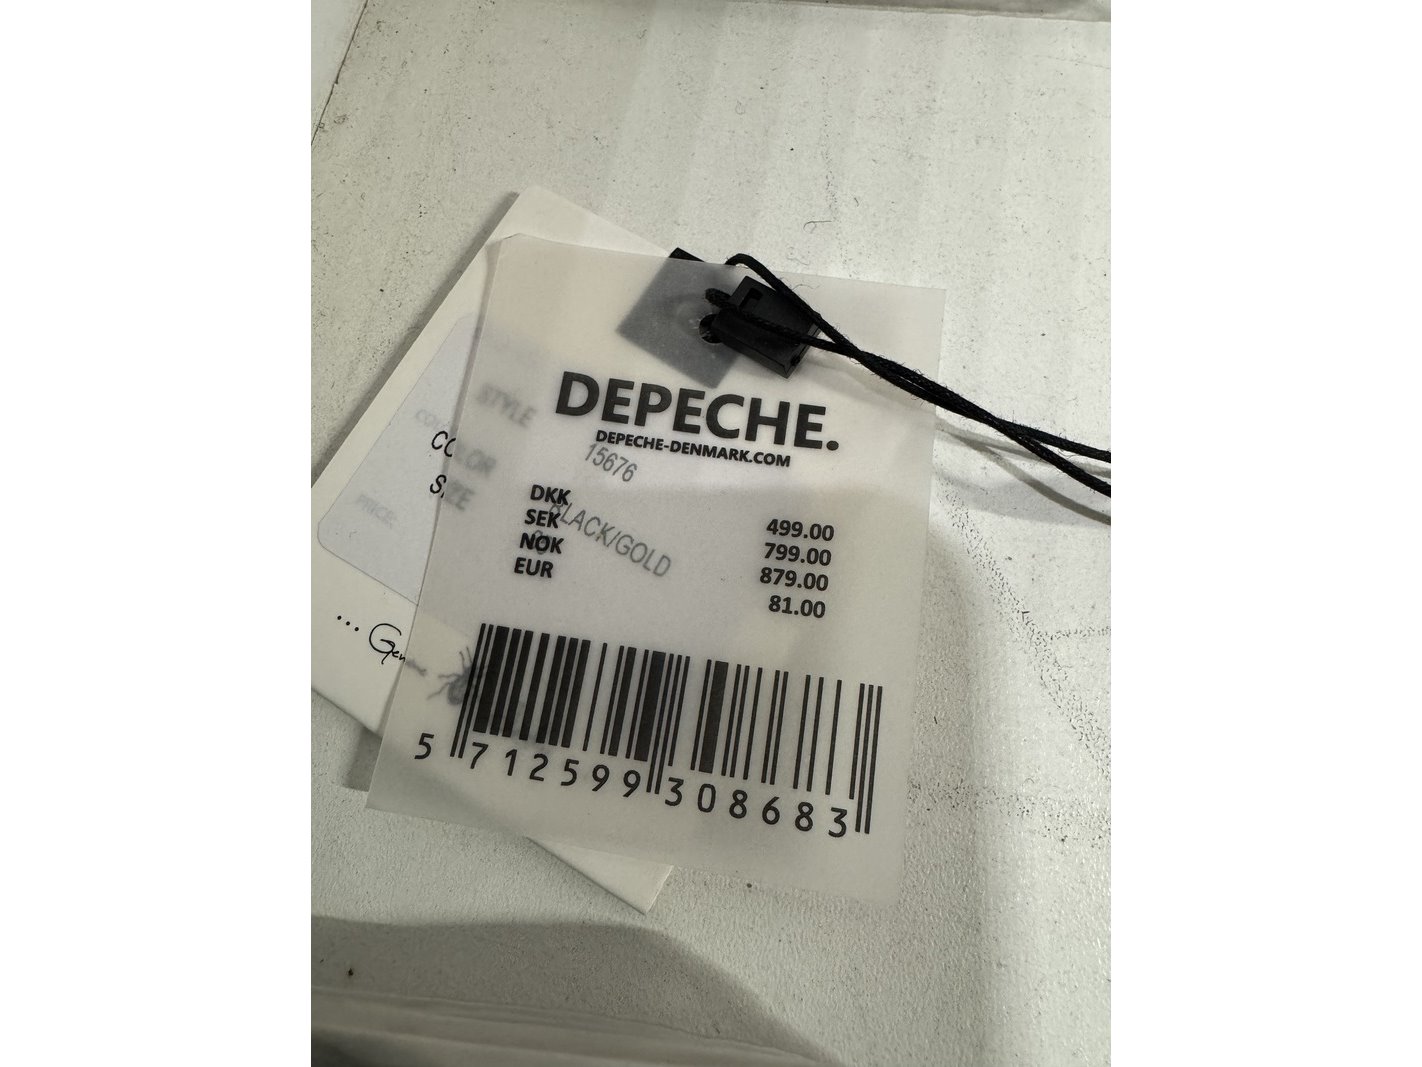 DEPECHE.
DEPECHE-DENMARK.COM
STYLE 15676
COLOR BLACK/GOLD
SIZE
DKK 499.00
SEK 799.00
NOK 879.00
EUR 81.00
PRICE:
... Genuine
5 712599 308683